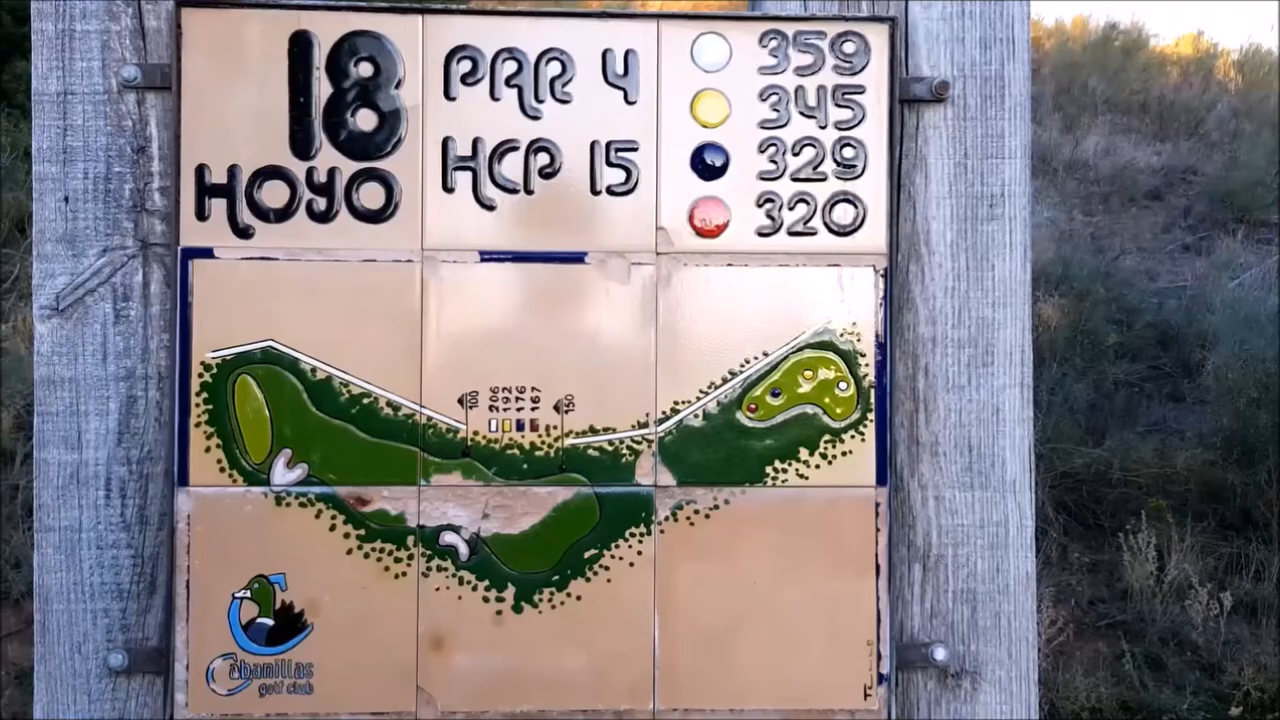 18
HOYO
PAR 4
HCP 15
359
345
329
320
100
206
192
176
167
150
Cabanillas
golf club